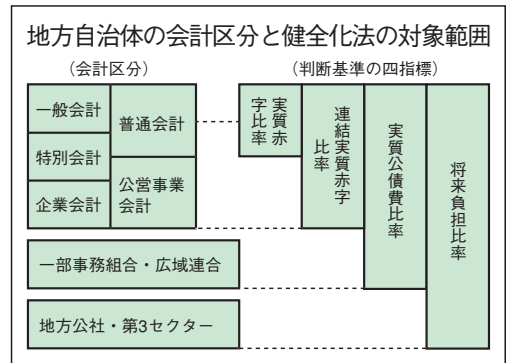 地方自治体の会計区分と健全化法の対象範囲
(会計区分)
(判断基準の四指標)
一般会計
特別会計
企業会計
普通会計
公営事業
会計
実質赤
字比率
連結実質赤字
比率
実質公債費比率
将来負担比率
一部事務組合・広域連合
地方公社・第3セクター